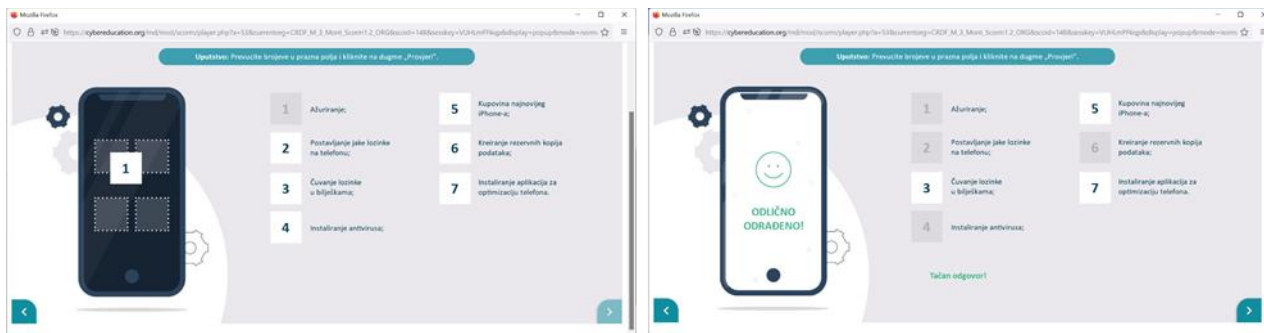 Mozilla Firefox
Uputstvo: Prevucite brojeve u prazna polja i kliknite na dugme „Provjeri“.
1
1 Ažuriranje;
2 Postavljanje jake lozinke
na telefonu;
3 Čuvanje lozinke
u bilješkama;
4 Instaliranje antivirusa;
5 Kupovina najnovijeg
iPhone-a;
6 Kreiranje rezervnih kopija
podataka;
7 Instaliranje aplikacija za
optimizaciju telefona.
Mozilla Firefox
Uputstvo: Prevucite brojeve u prazna polja i kliknite na dugme „Provjeri“.
ODLIČNO
ODRAĐENO!
1 Ažuriranje;
2 Postavljanje jake lozinke
na telefonu;
3 Čuvanje lozinke
u bilješkama;
4 Instaliranje antivirusa;
5 Kupovina najnovijeg
iPhone-a;
6 Kreiranje rezervnih kopija
podataka;
7 Instaliranje aplikacija za
optimizaciju telefona.
Tačan odgovor!